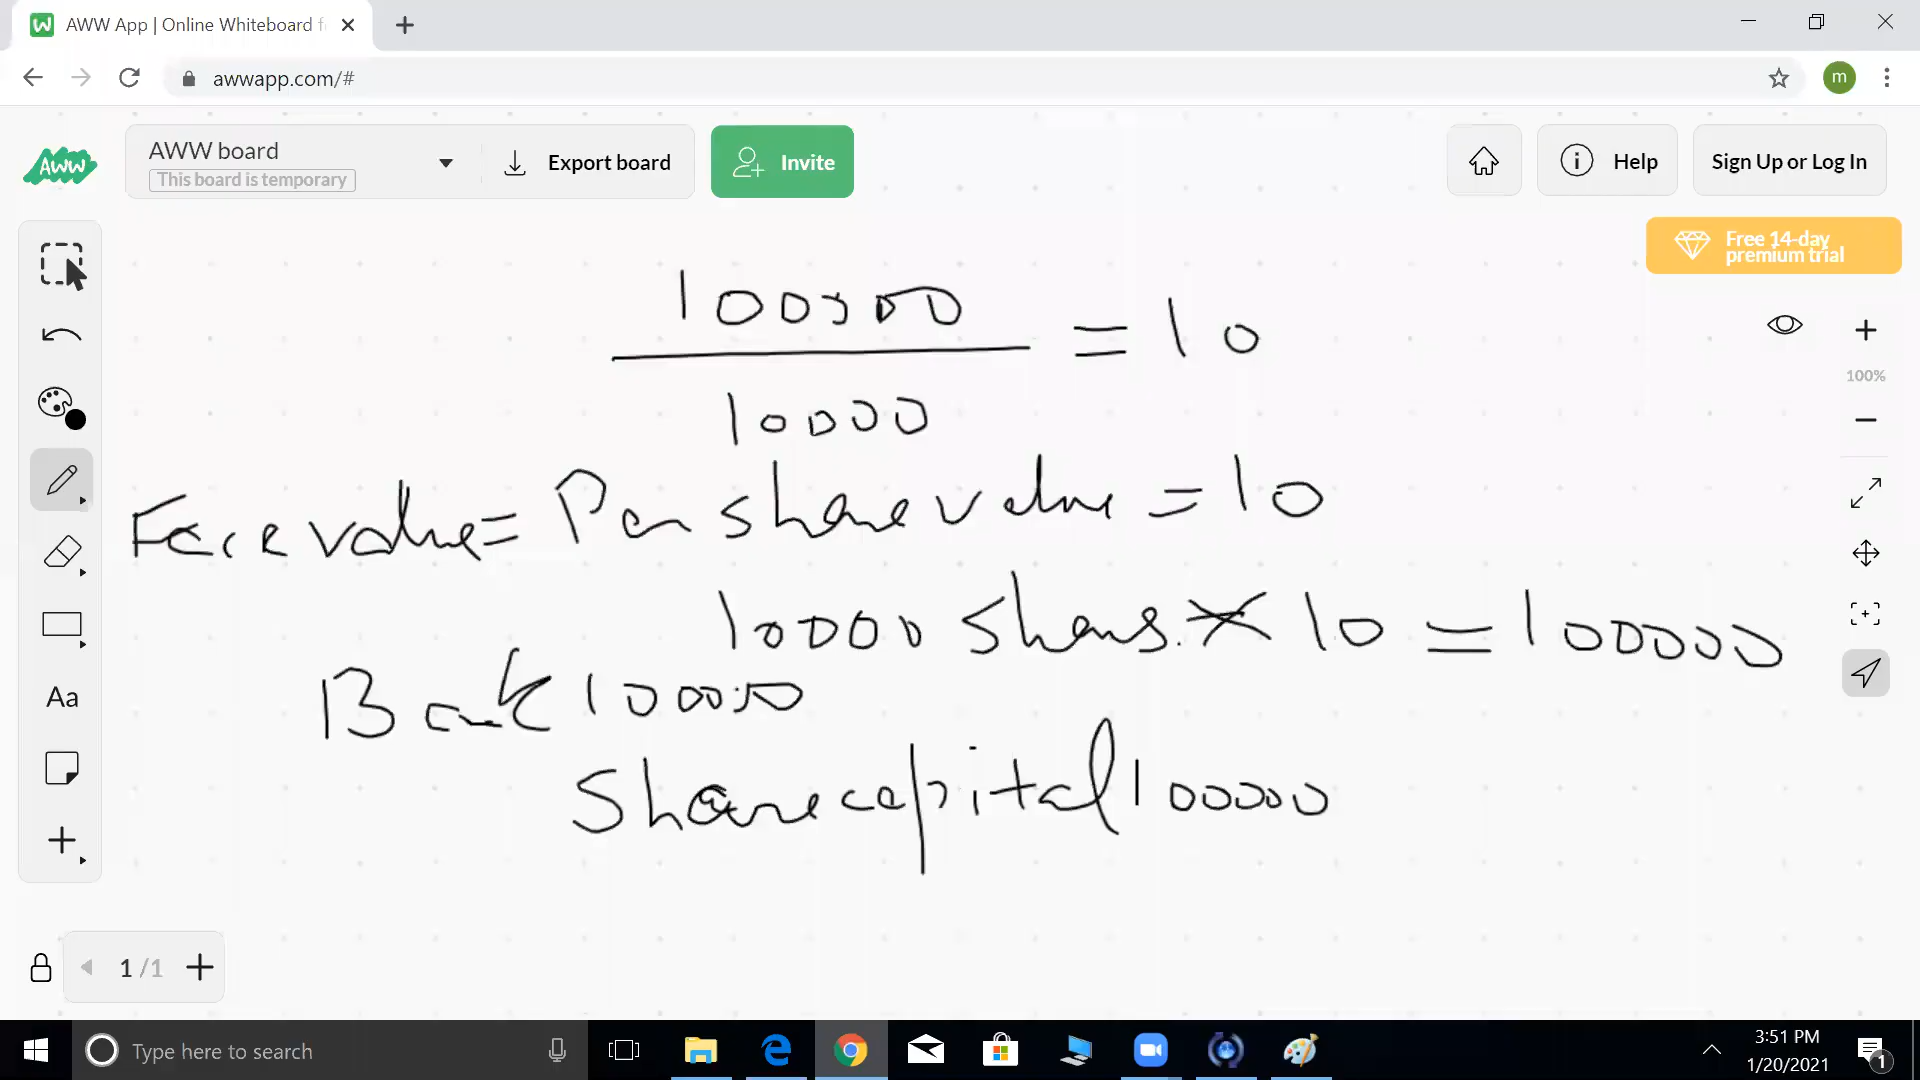 AWW App | Online Whiteboard f
awwapp.com/#
m
AWW
AWW board
This board is temporary
Export board
Invite
Help
Sign Up or Log In
Free 14-day
premium trial
100000
= 10
10000
100%
Face value = Per share value = 10
10000 shares. × 10 = 100000
Bank 100000
Share capital 100000
Aa
1 /1
Type here to search
3:51 PM
1/20/2021
1